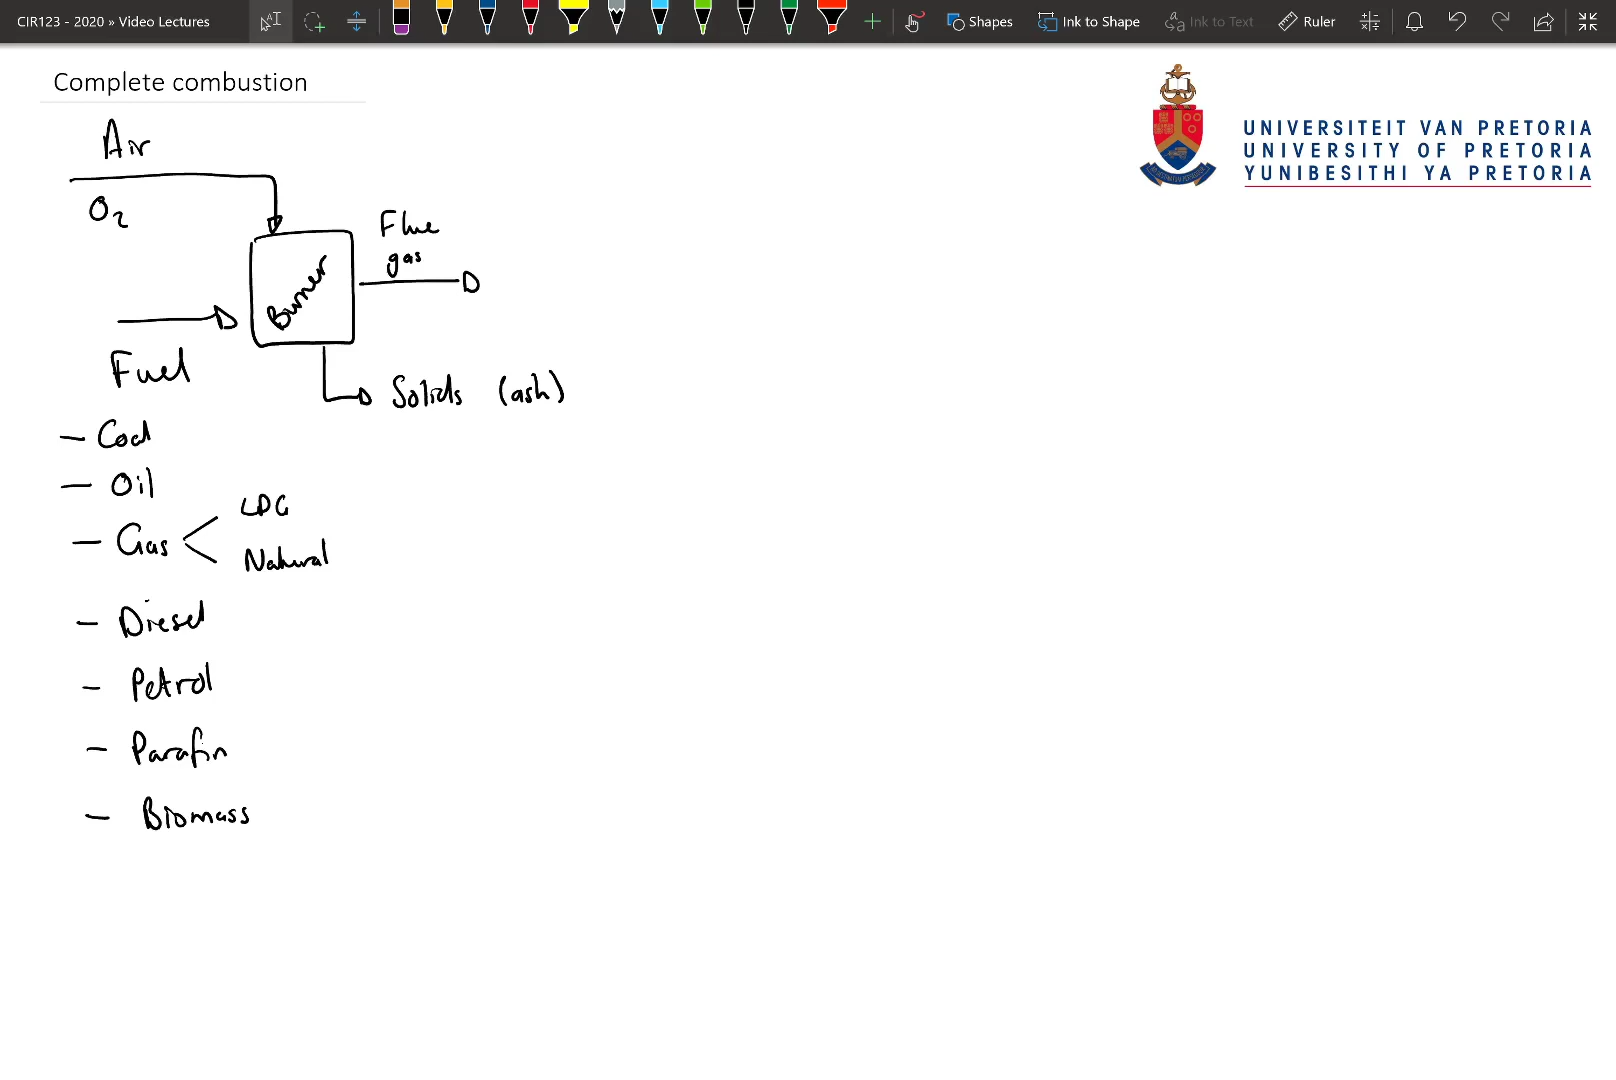 CIR123 - 2020 » Video Lectures
Shapes
Ink to Shape
Ink to Text
Ruler
Complete combustion
UNIVERSITEIT VAN PRETORIA
UNIVERSITY OF PRETORIA
YUNIBESITHI YA PRETORIA
Air
O2
Flue
gas
Burner
Fuel
Solids (ash)
- Coal
- Oil
LPG
- Gas
Natural
- Diesel
- Petrol
- Parafin
- Biomass